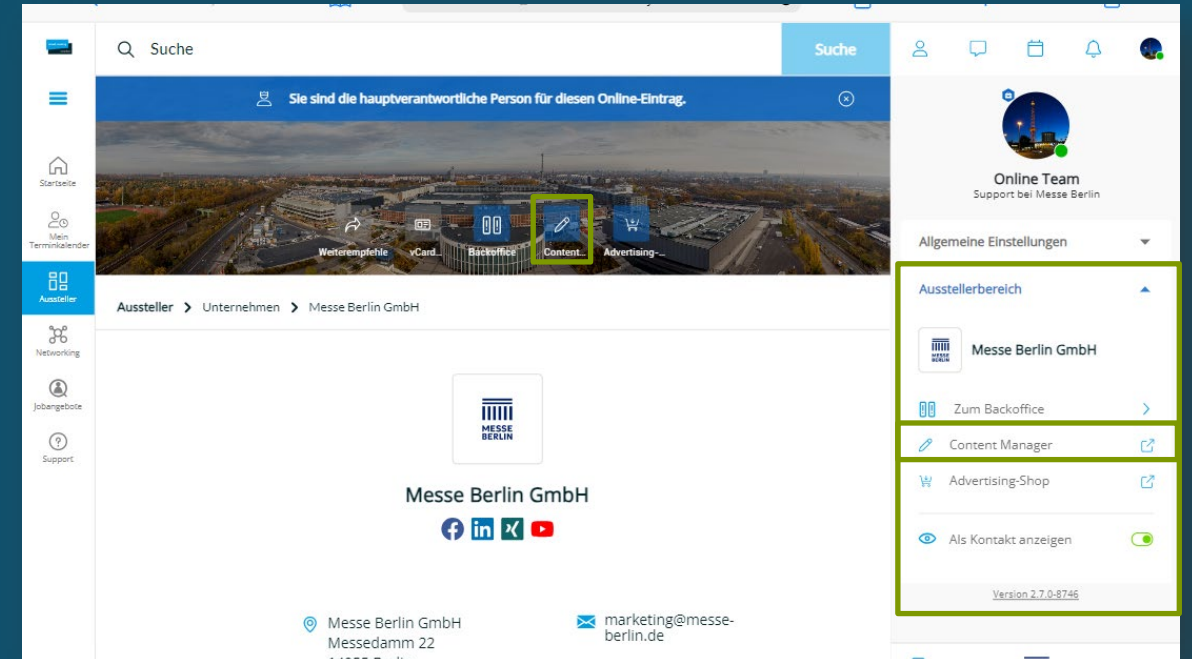 Suche
Suche
Sie sind die hauptverantwortliche Person für diesen Online-Eintrag.
Startseite
Mein
Terminkalender
Aussteller
Networking
Jobangebote
Support
Weiterempfehle
vCard...
Backoffice
Content...
Advertising-...
Aussteller > Unternehmen > Messe Berlin GmbH
MESSE
BERLIN
Messe Berlin GmbH
Messe Berlin GmbH
Messedamm 22
marketing@messe-
berlin.de
Online Team
Support bei Messe Berlin
Allgemeine Einstellungen
Ausstellerbereich
MESSE
BERLIN
Messe Berlin GmbH
Zum Backoffice
Content Manager
Advertising-Shop
Als Kontakt anzeigen
Version 2.7.0-8746